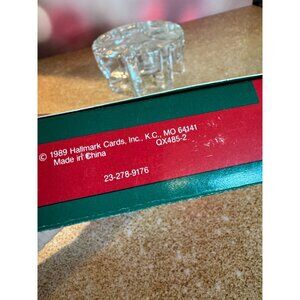 © 1989 Hallmark Cards, Inc., K.C., MO 64141
Made in China QX485-2
23-278-9176